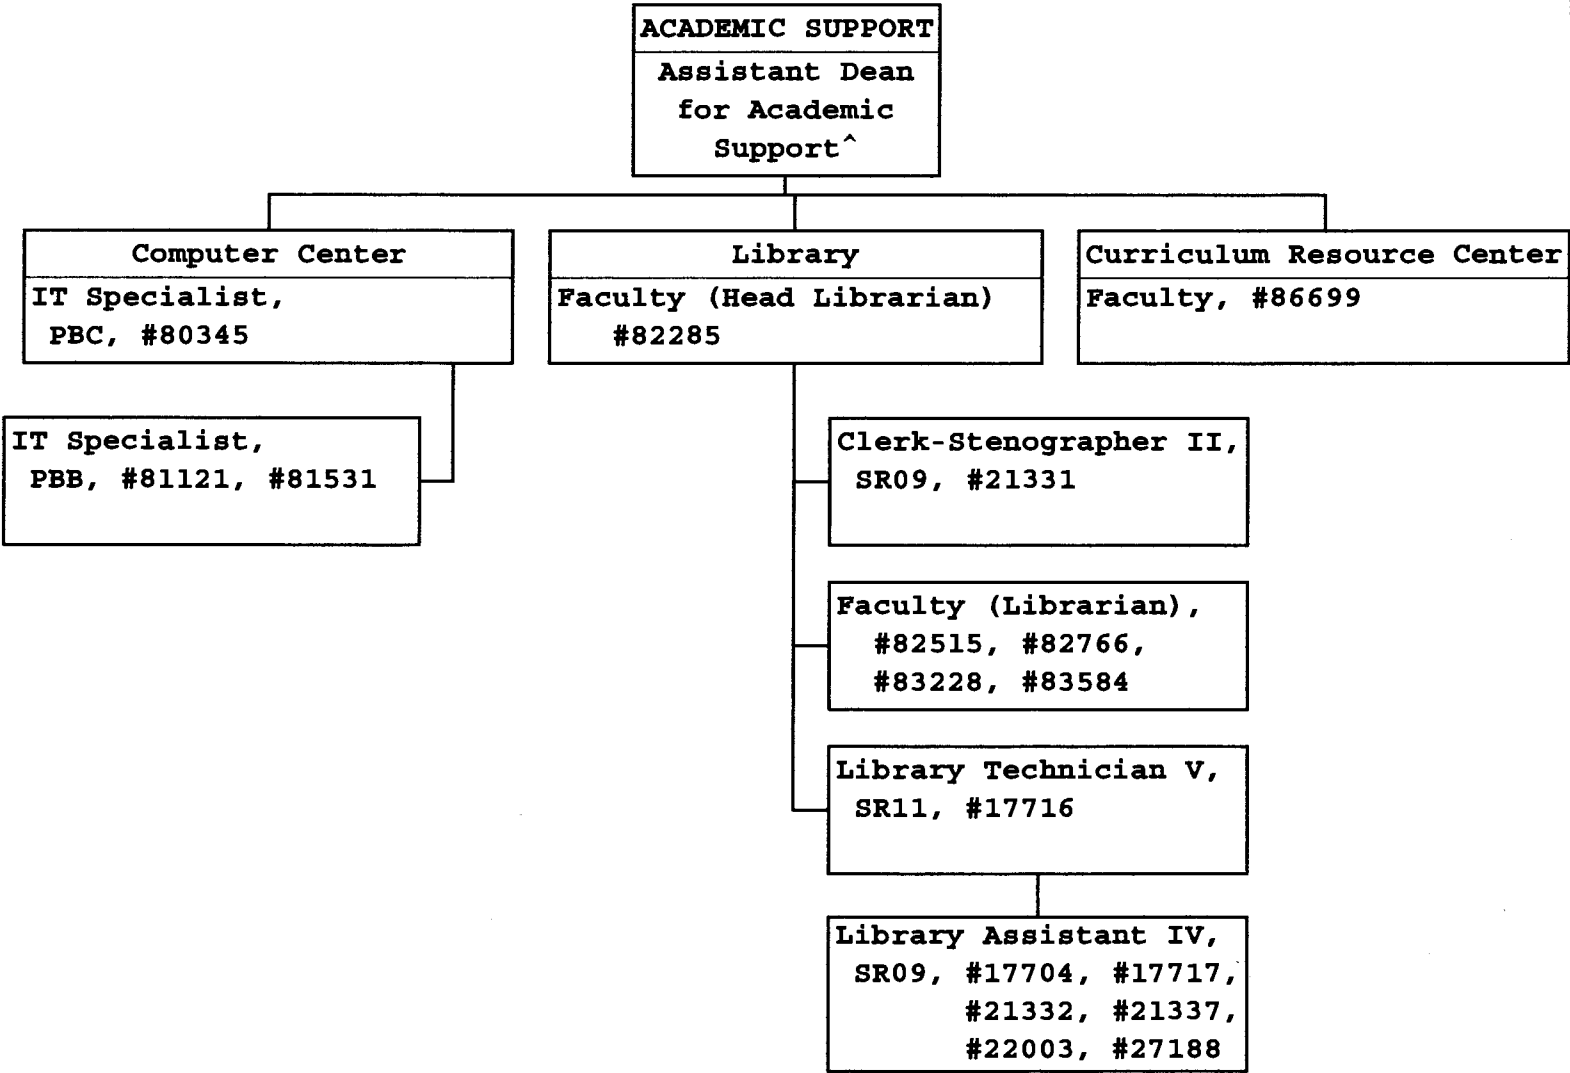 ACADEMIC SUPPORT
Assistant Dean
for Academic
Support^
Computer Center
IT Specialist,
PBC, #80345
Library
Faculty (Head Librarian)
#82285
Curriculum Resource Center
Faculty, #86699
IT Specialist,
PBB, #81121, #81531
Clerk-Stenographer II,
SR09, #21331
Faculty (Librarian),
#82515, #82766,
#83228, #83584
Library Technician V,
SR11, #17716
Library Assistant IV,
SR09, #17704, #17717,
#21332, #21337,
#22003, #27188